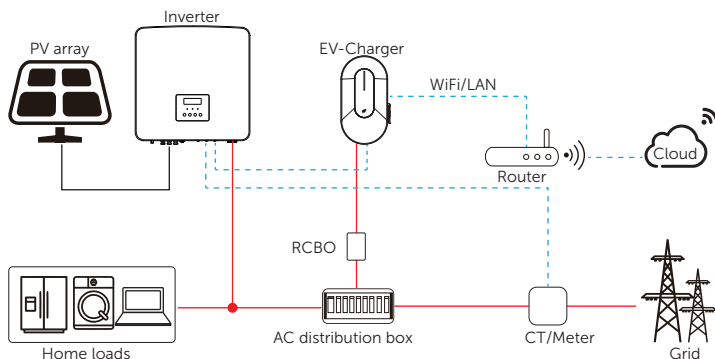 Inverter
PV array
EV-Charger
WiFi/LAN
Cloud
Router
RCBO
Home loads
AC distribution box
CT/Meter
Grid